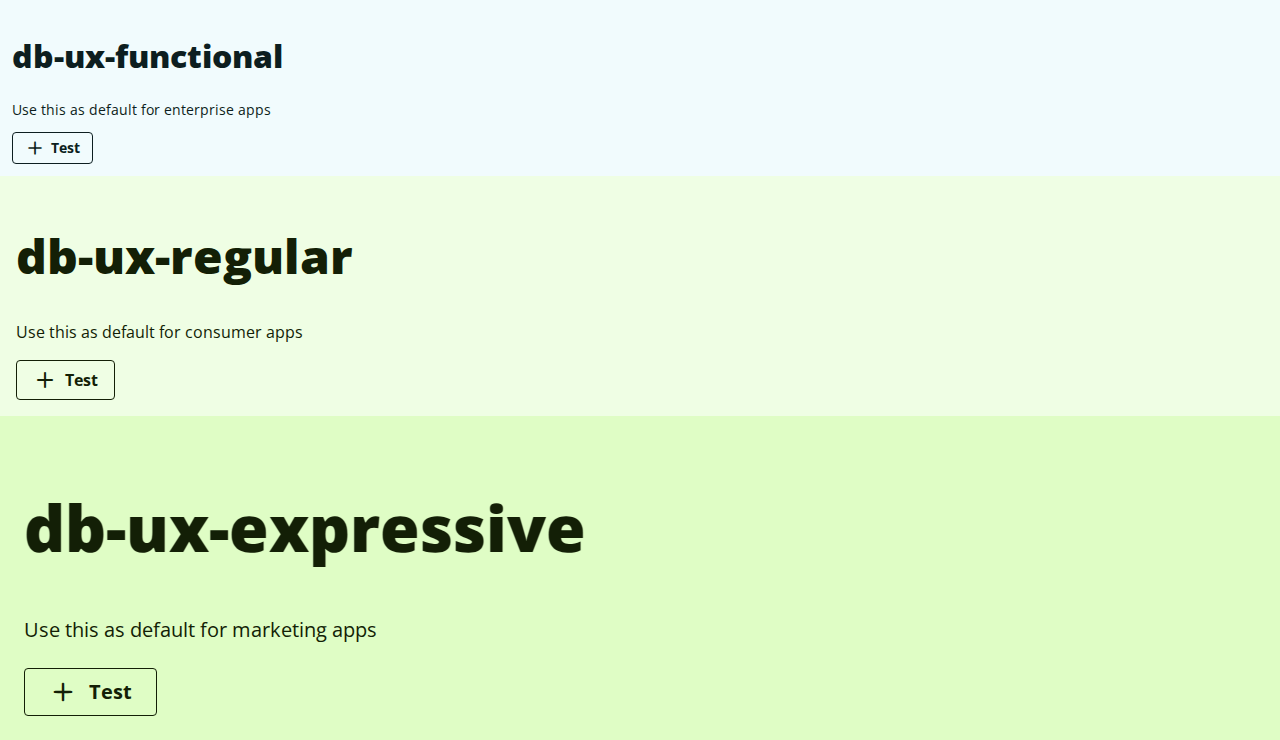 db-ux-functional
Use this as default for enterprise apps
Test
db-ux-regular
Use this as default for consumer apps
Test
db-ux-expressive
Use this as default for marketing apps
Test